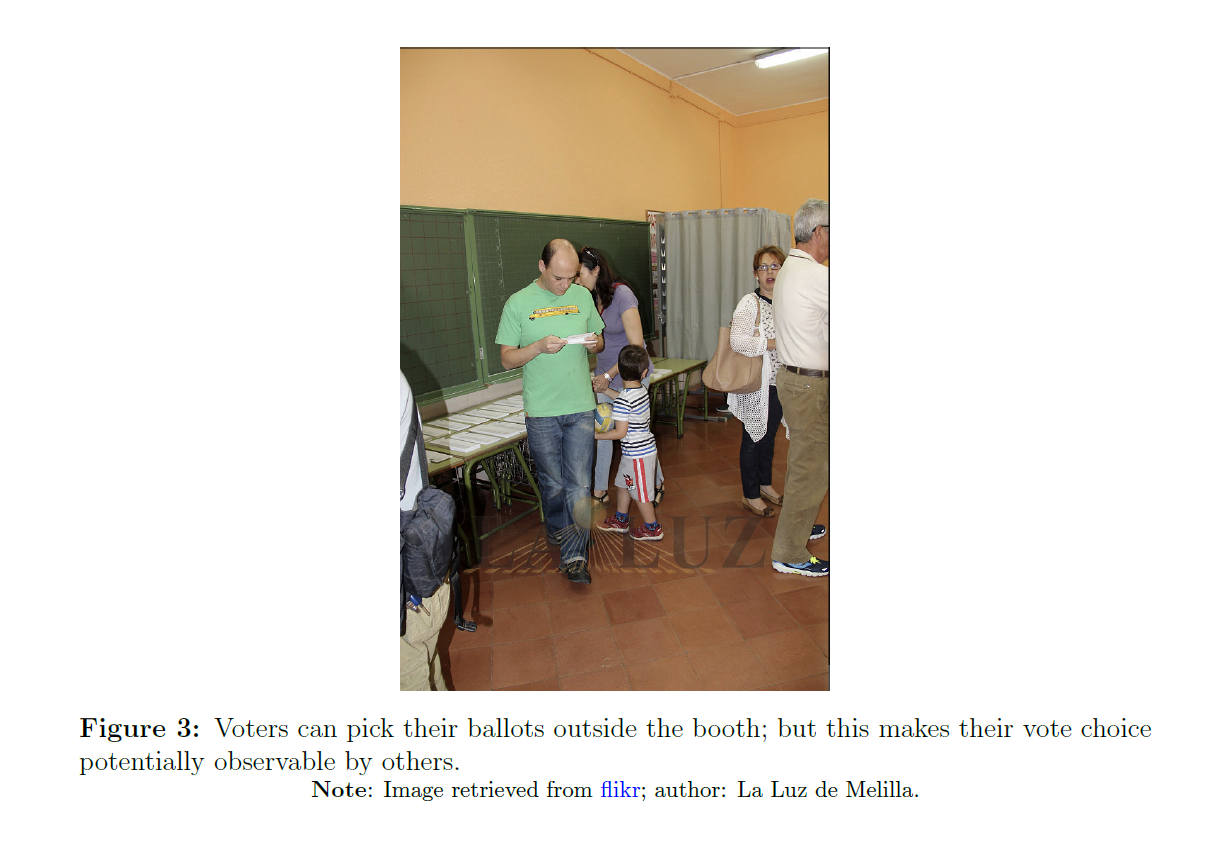 LA LUZ
Figure 3: Voters can pick their ballots outside the booth; but this makes their vote choice
potentially observable by others.
Note: Image retrieved from flikr; author: La Luz de Melilla.